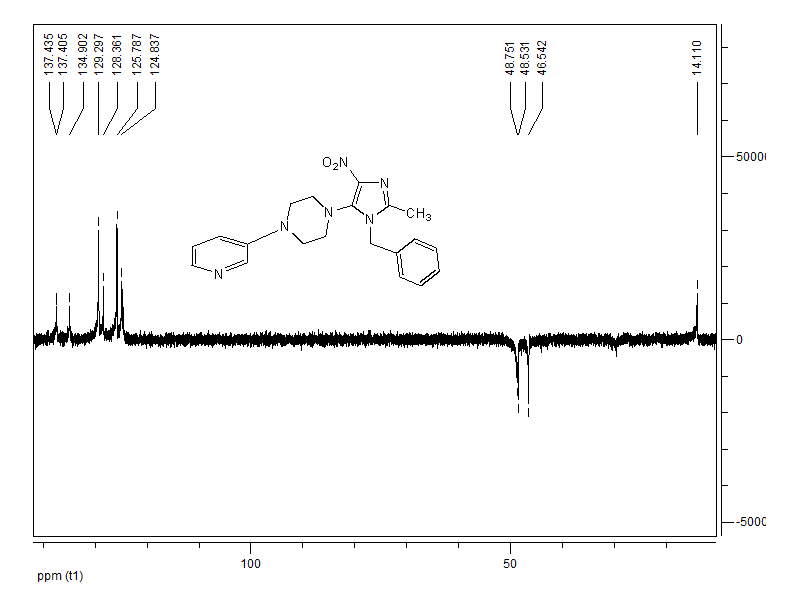 137.435
137.405
134.902
129.297
128.361
125.787
124.837
48.751
48.531
46.542
14.110
50000
O2N
N
N
N
CH3
N
N
N
0
-5000
100
50
ppm (t1)